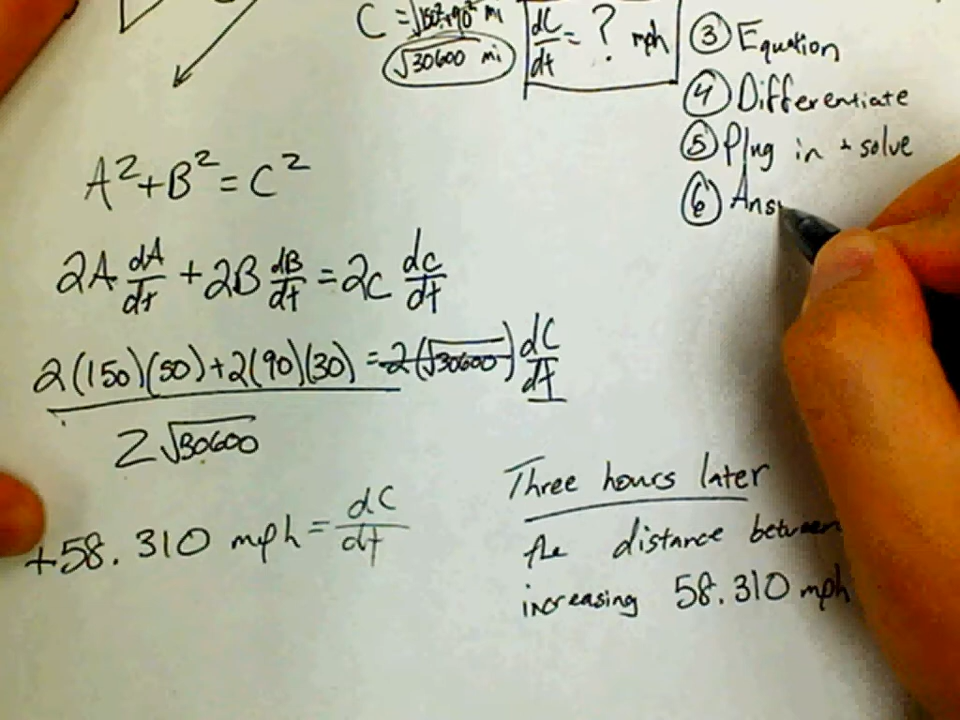 C = √150²+90² mi
√30600 mi
dC/dt = ? mph
③ Equation
④ Differentiate
⑤ Plug in + solve
⑥ Ans
A² + B² = C²
2A dA/dt + 2B dB/dt = 2C dC/dt
2(150)(50)+2(90)(30) = 2(√30600) dC/dt
2√30600
+58.310 mph = dC/dt
Three hours later
the distance between
increasing 58.310 mph